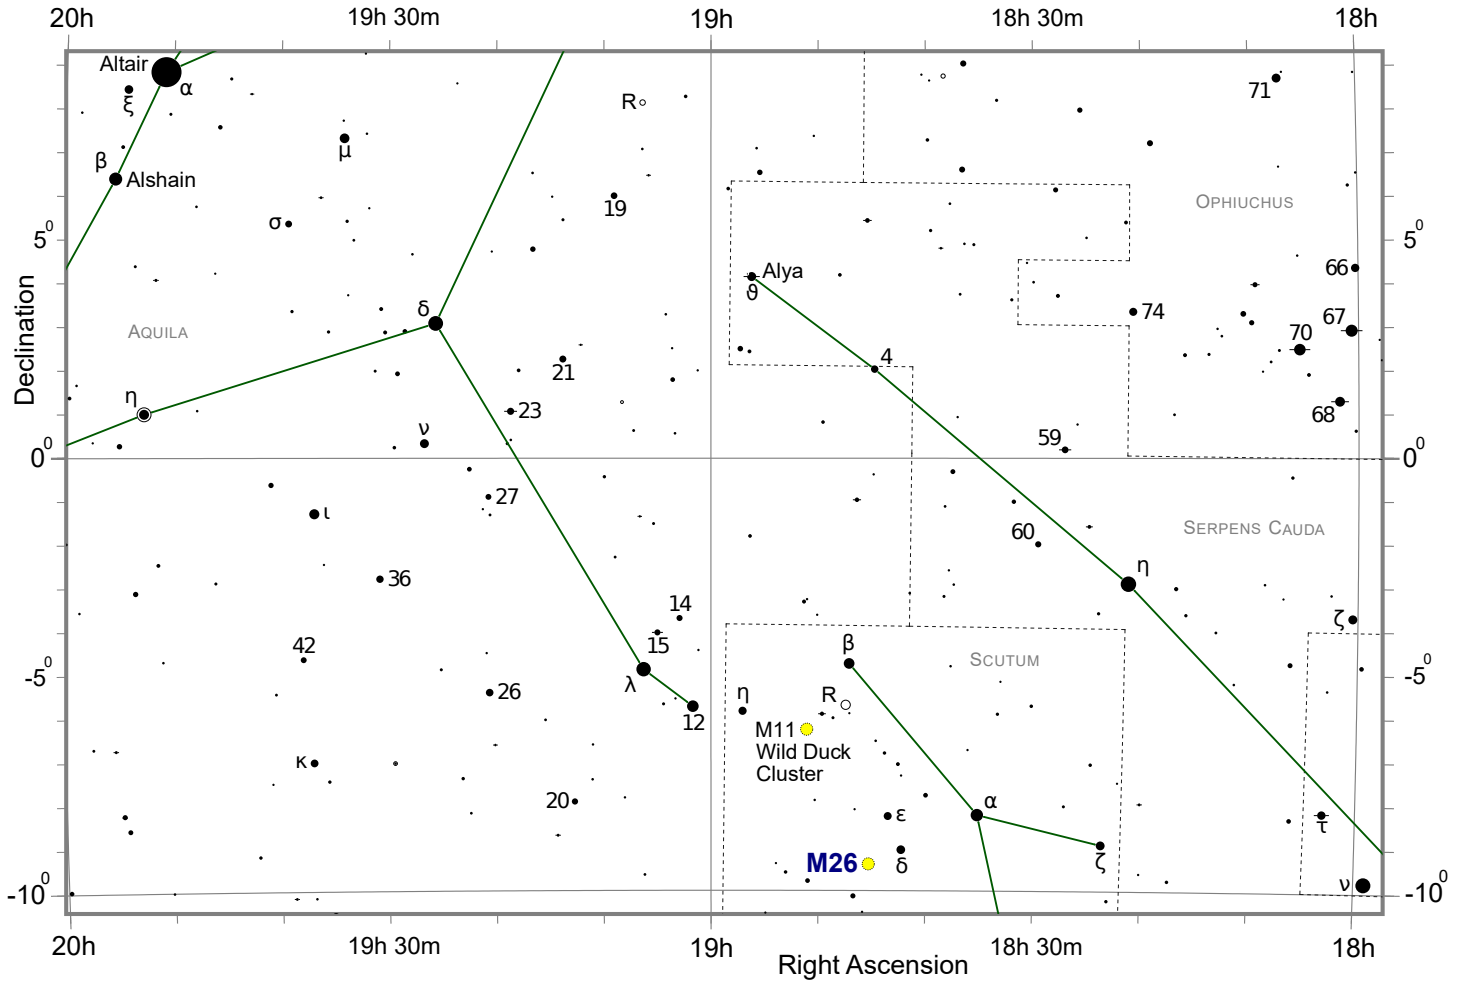 20h 19h 30m 19h 18h 30m 18h
Altair
α
ξ
R
71
μ
β
Alshain
19
OPHIUCHUS
σ
5⁰ 5⁰
66
Alya
ϑ
δ
74
67
AQUILA
70
4
21
Declination
η
23
68
ν
59
0⁰ 0⁰
27
ι
60
SERPENS CAUDA
36
η
14
ζ
15
42
β
SCUTUM
-5⁰ -5⁰
λ
26
η
R
12
M11
Wild Duck
Cluster
κ
20
α
ε
τ
M26
δ
ζ
ν
-10⁰ -10⁰
20h 19h 30m 19h 18h 30m 18h
Right Ascension